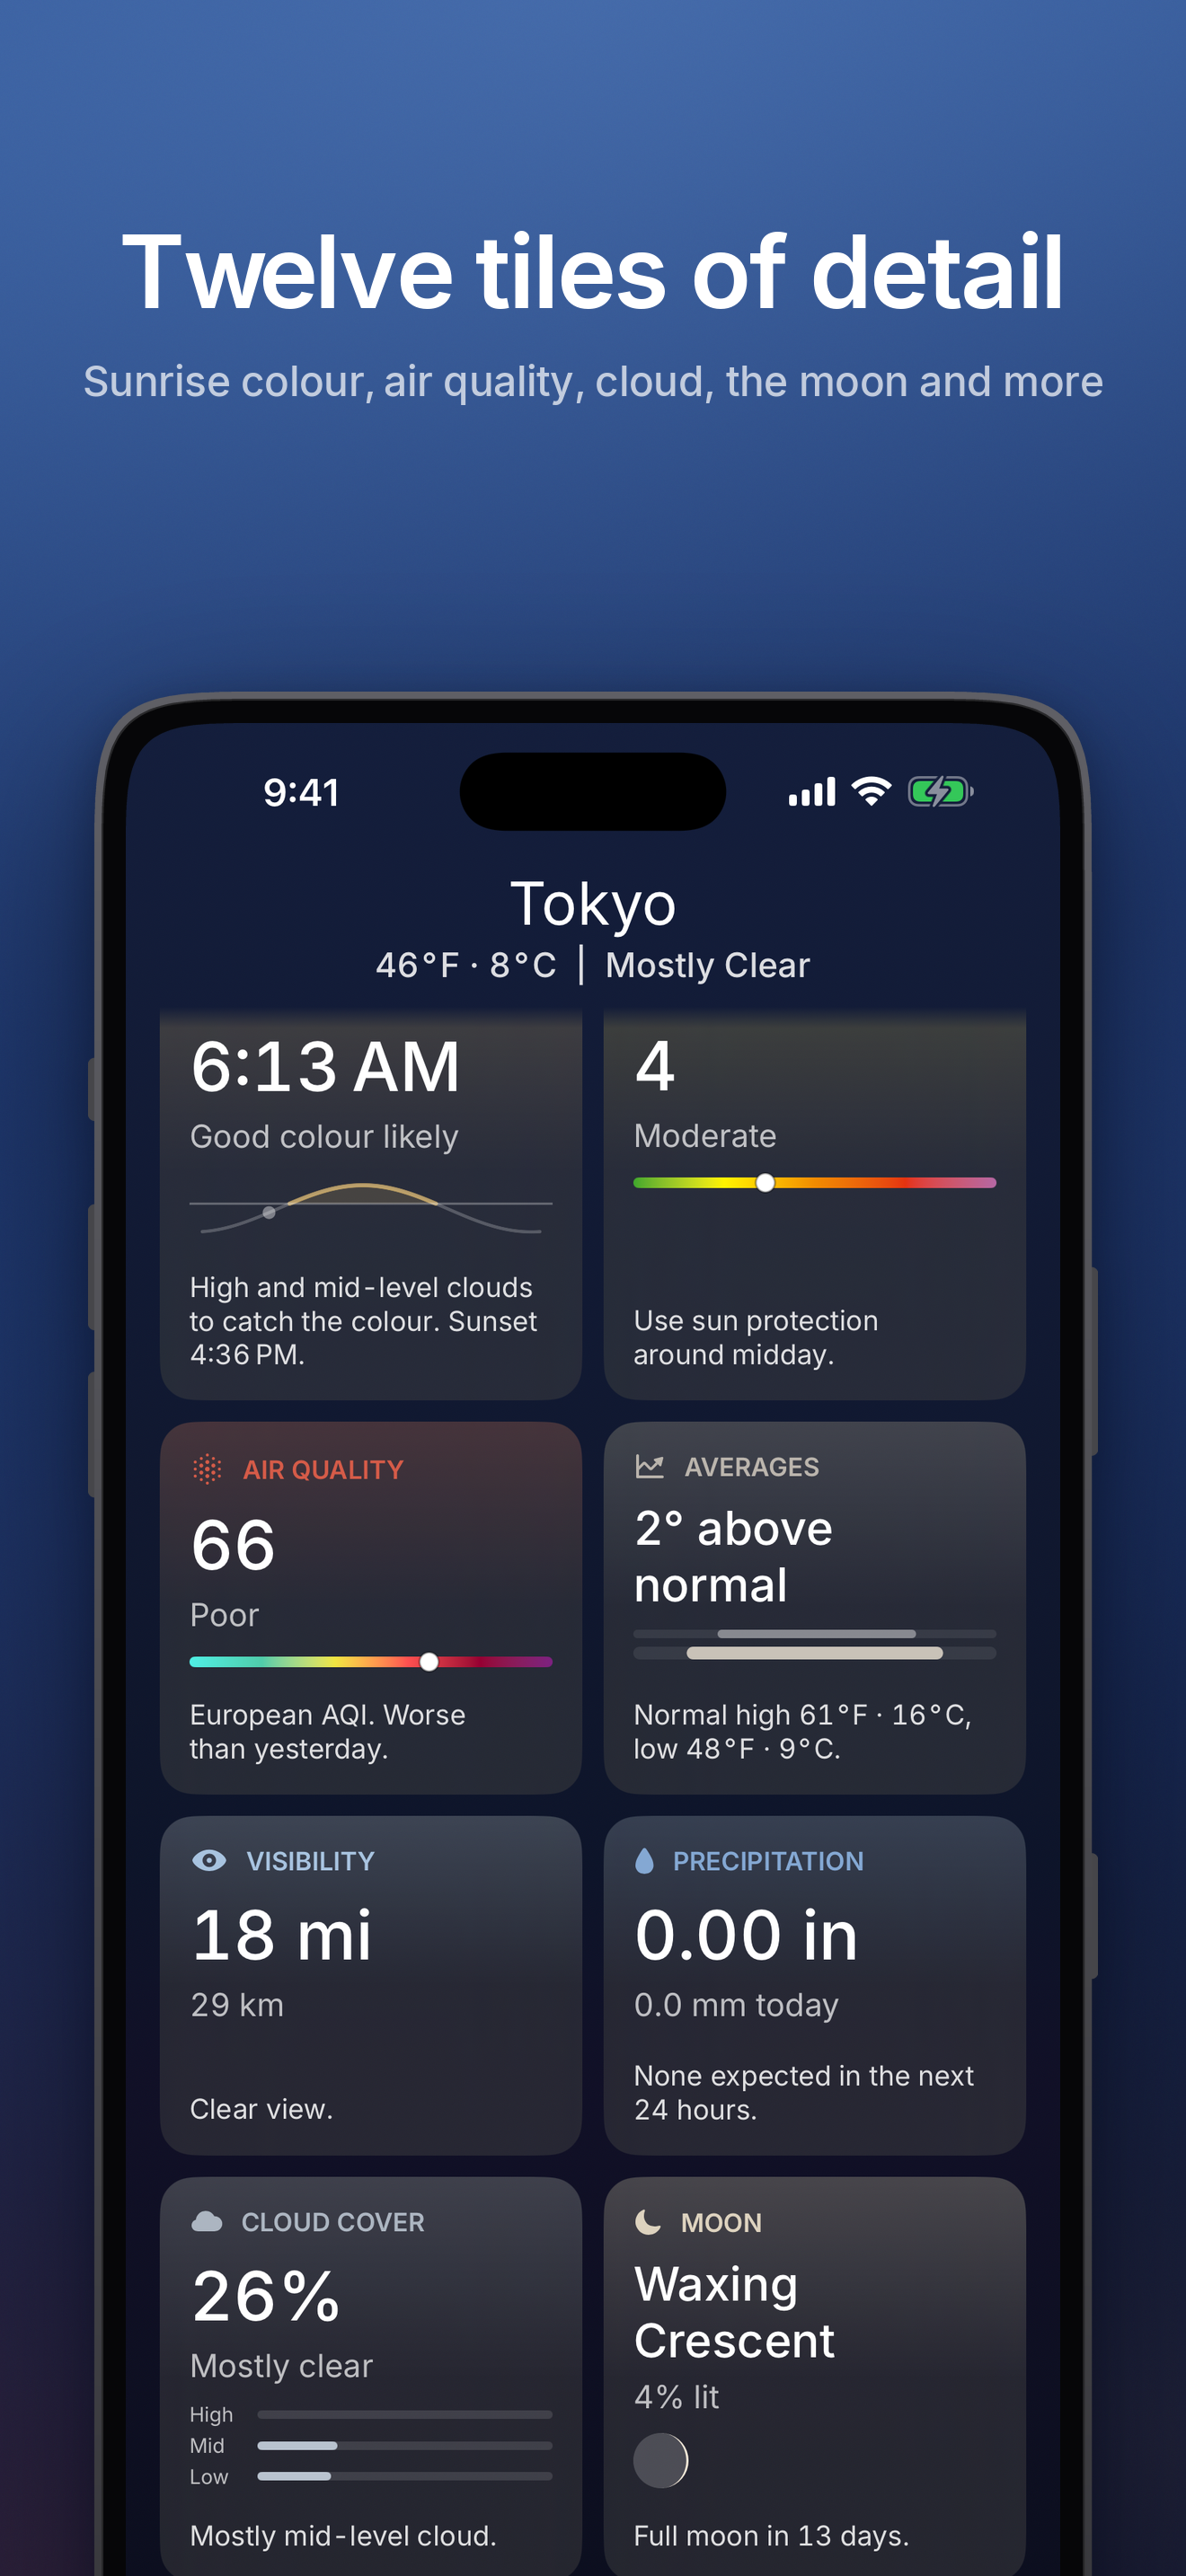 Twelve tiles of detail
Sunrise colour, air quality, cloud, the moon and more
9:41
Tokyo
46°F · 8°C | Mostly Clear
6:13 AM
Good colour likely
High and mid-level clouds
to catch the colour. Sunset
4:36 PM.
4
Moderate
Use sun protection
around midday.
AIR QUALITY
66
Poor
European AQI. Worse
than yesterday.
AVERAGES
2° above
normal
Normal high 61°F · 16°C,
low 48°F · 9°C.
VISIBILITY
18 mi
29 km
Clear view.
PRECIPITATION
0.00 in
0.0 mm today
None expected in the next
24 hours.
CLOUD COVER
26%
Mostly clear
High
Mid
Low
Mostly mid-level cloud.
MOON
Waxing
Crescent
4% lit
Full moon in 13 days.